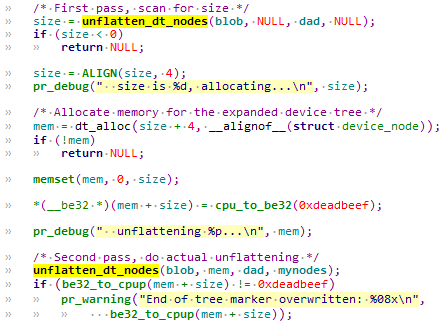 /* First pass, scan for size */
size = unflatten_dt_nodes(blob, NULL, dad, NULL);
if (size < 0)
return NULL;
size = ALIGN(size, 4);
pr_debug("  size is %d, allocating...\n", size);
/* Allocate memory for the expanded device tree */
mem = dt_alloc(size + 4, __alignof__(struct device_node));
if (!mem)
return NULL;
memset(mem, 0, size);
*(__be32 *)(mem + size) = cpu_to_be32(0xdeadbeef);
pr_debug("  unflattening %p...\n", mem);
/* Second pass, do actual unflattening */
unflatten_dt_nodes(blob, mem, dad, mynodes);
if (be32_to_cpup(mem + size) != 0xdeadbeef)
pr_warning("End of tree marker overwritten: %08x\n",
be32_to_cpup(mem + size));